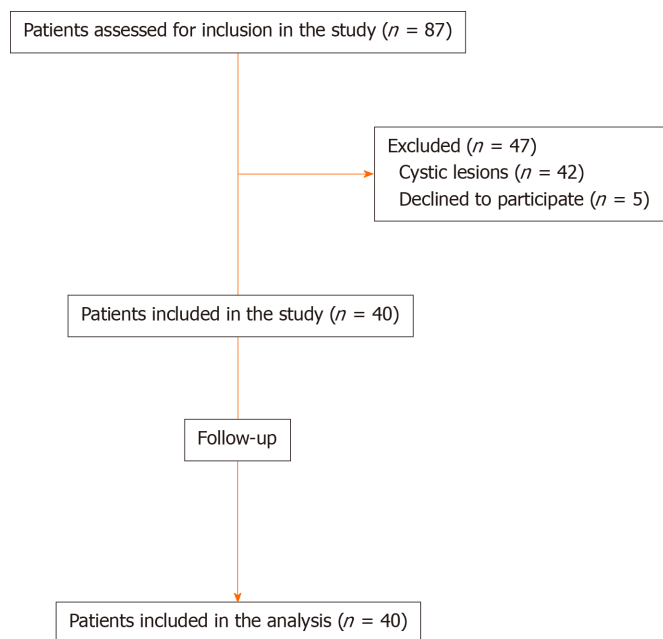 Patients assessed for inclusion in the study (n = 87)
Excluded (n = 47)
Cystic lesions (n = 42)
Declined to participate (n = 5)
Patients included in the study (n = 40)
Follow-up
Patients included in the analysis (n = 40)